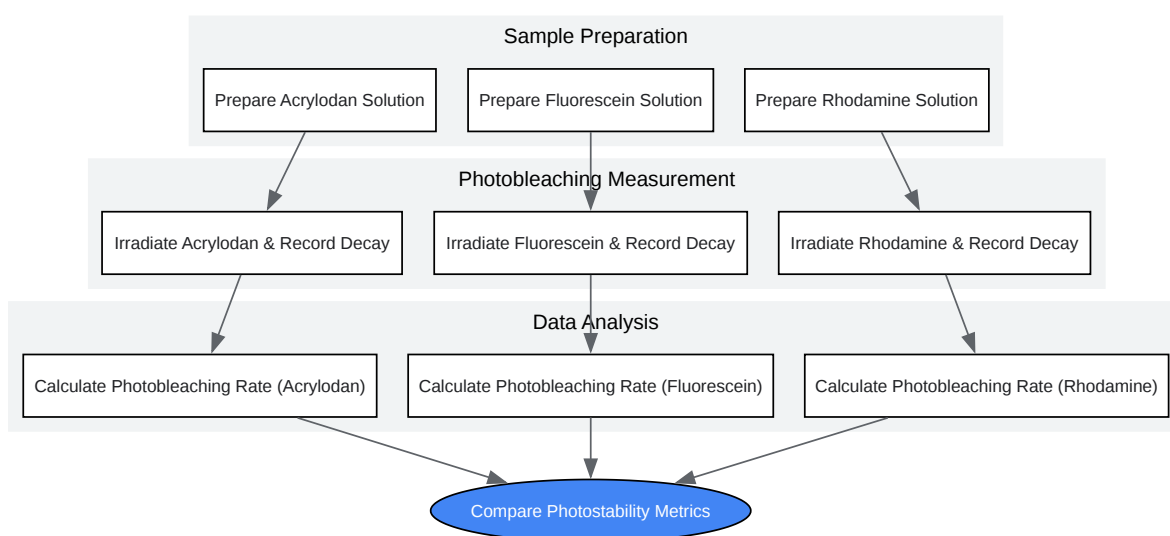 Sample Preparation
Prepare Acrylodan Solution
Prepare Fluorescein Solution
Prepare Rhodamine Solution
Photobleaching Measurement
Irradiate Acrylodan & Record Decay
Irradiate Fluorescein & Record Decay
Irradiate Rhodamine & Record Decay
Data Analysis
Calculate Photobleaching Rate (Acrylodan)
Calculate Photobleaching Rate (Fluorescein)
Calculate Photobleaching Rate (Rhodamine)
Compare Photostability Metrics